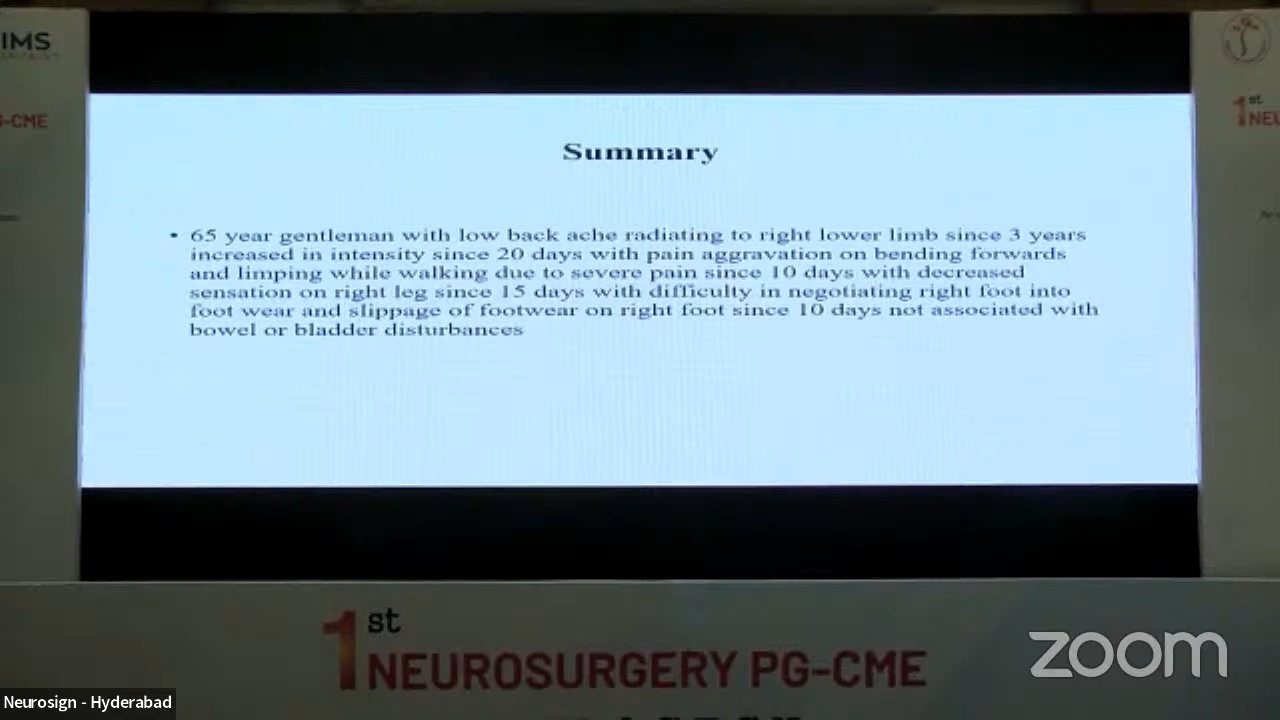 IMS
G-CME
Summary
• 65 year gentleman with low back ache radiating to right lower limb since 3 years
increased in intensity since 20 days with pain aggravation on bending forwards
and limping while walking due to severe pain since 10 days with decreased
sensation on right leg since 15 days with difficulty in negotiating right foot into
foot wear and slippage of footwear on right foot since 10 days not associated with
bowel or bladder disturbances
1st
NEU
1st
NEUROSURGERY PG-CME
zoom
Neurosign - Hyderabad